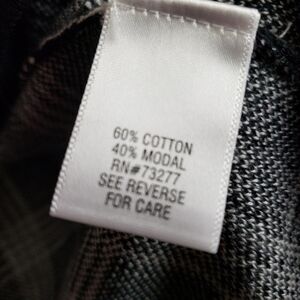 60% COTTON
40% MODAL
RN#73277
SEE REVERSE
FOR CARE